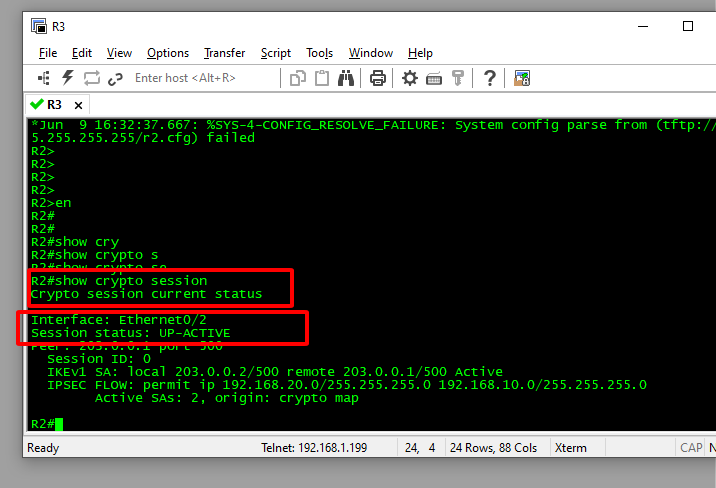 R3
File Edit View Options Transfer Script Tools Window Help
Enter host <Alt+R>
R3 x
*Jun  9 16:32:37.667: %SYS-4-CONFIG_RESOLVE_FAILURE: System config parse from (tftp:/
5.255.255.255/r2.cfg) failed
R2>
R2>
R2>
R2>
R2>en
R2#
R2#
R2#show cry
R2#show crypto s
R2#show crypto se
R2#show crypto session
Crypto session current status
Interface: Ethernet0/2
Session status: UP-ACTIVE
Peer: 203.0.0.1 port 500
  Session ID: 0
  IKEv1 SA: local 203.0.0.2/500 remote 203.0.0.1/500 Active
  IPSEC FLOW: permit ip 192.168.20.0/255.255.255.0 192.168.10.0/255.255.255.0
        Active SAs: 2, origin: crypto map
R2#
Ready Telnet: 192.168.1.199 24, 4 24 Rows, 88 Cols Xterm CAP N